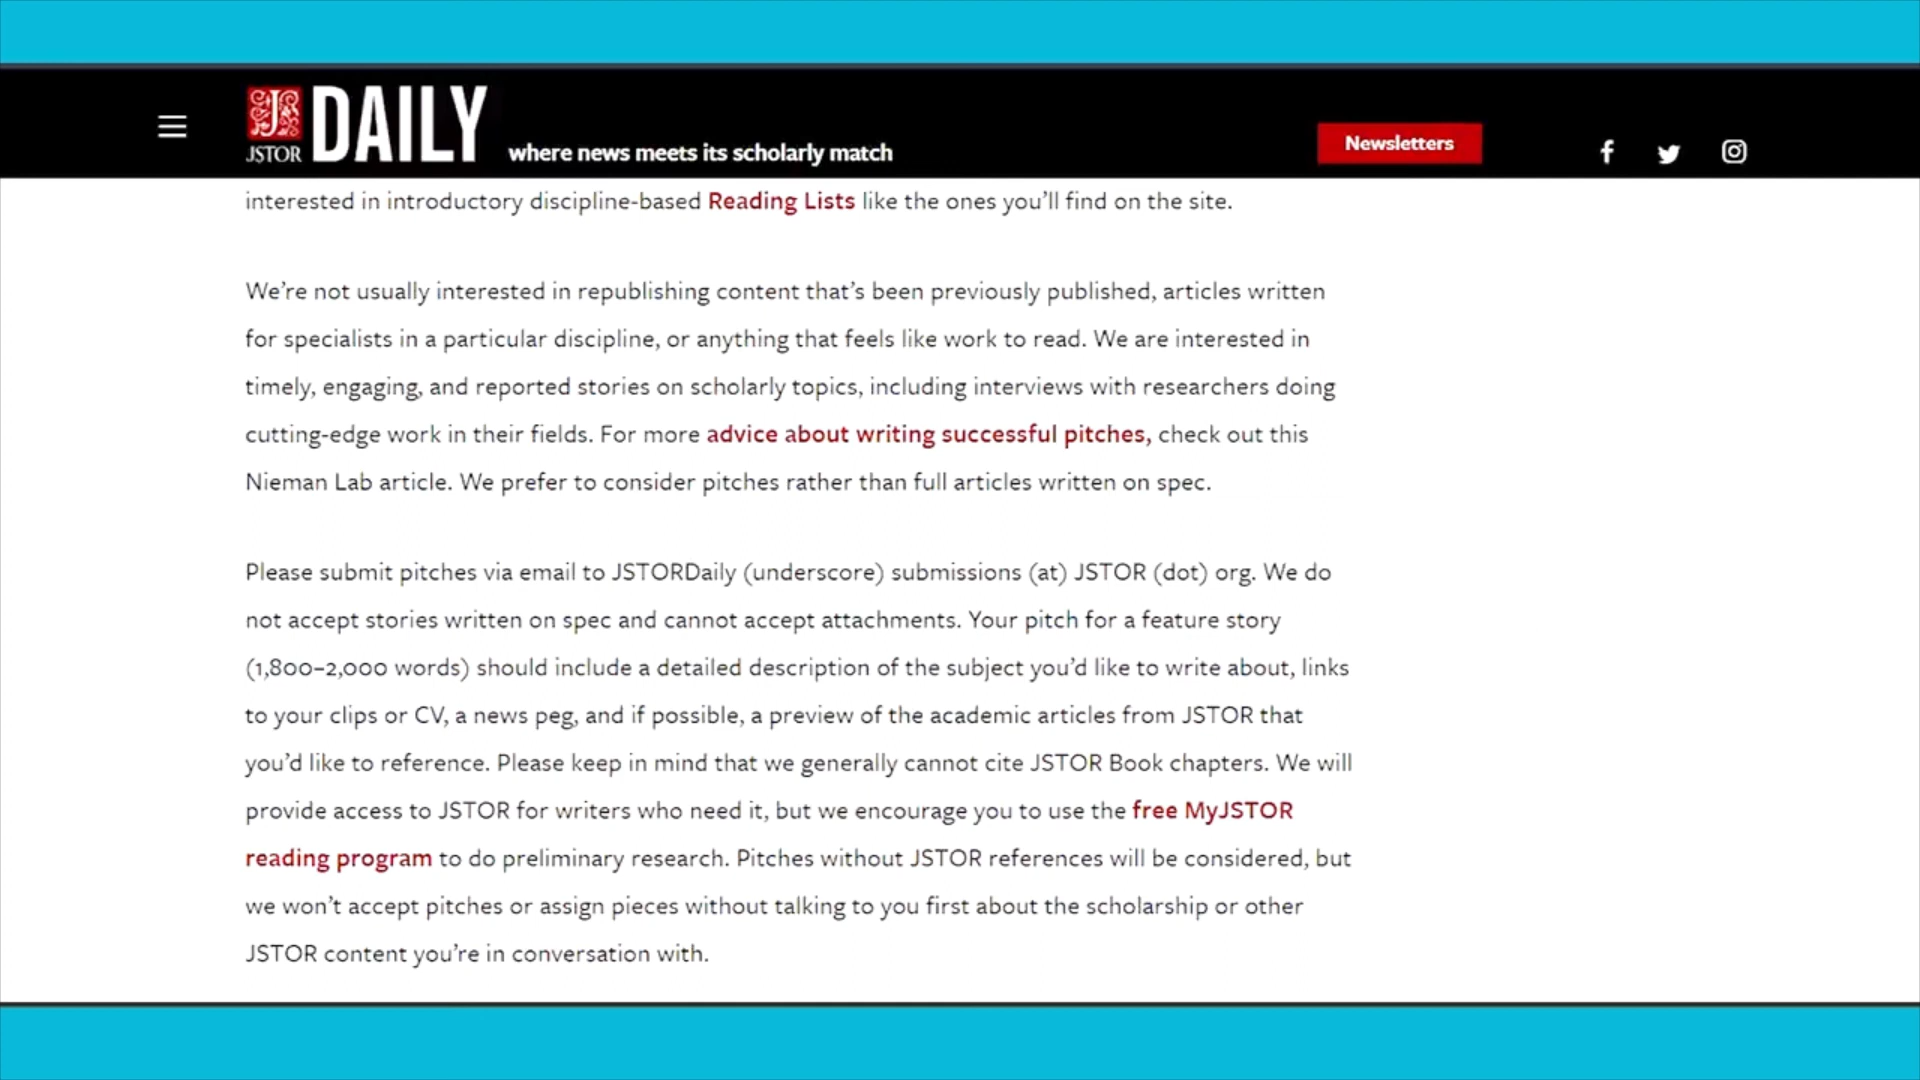 JSTOR DAILY where news meets its scholarly match
Newsletters
interested in introductory discipline-based Reading Lists like the ones you’ll find on the site.
We’re not usually interested in republishing content that’s been previously published, articles written
for specialists in a particular discipline, or anything that feels like work to read. We are interested in
timely, engaging, and reported stories on scholarly topics, including interviews with researchers doing
cutting-edge work in their fields. For more advice about writing successful pitches, check out this
Nieman Lab article. We prefer to consider pitches rather than full articles written on spec.
Please submit pitches via email to JSTORDaily (underscore) submissions (at) JSTOR (dot) org. We do
not accept stories written on spec and cannot accept attachments. Your pitch for a feature story
(1,800–2,000 words) should include a detailed description of the subject you’d like to write about, links
to your clips or CV, a news peg, and if possible, a preview of the academic articles from JSTOR that
you’d like to reference. Please keep in mind that we generally cannot cite JSTOR Book chapters. We will
provide access to JSTOR for writers who need it, but we encourage you to use the free MyJSTOR
reading program to do preliminary research. Pitches without JSTOR references will be considered, but
we won’t accept pitches or assign pieces without talking to you first about the scholarship or other
JSTOR content you’re in conversation with.